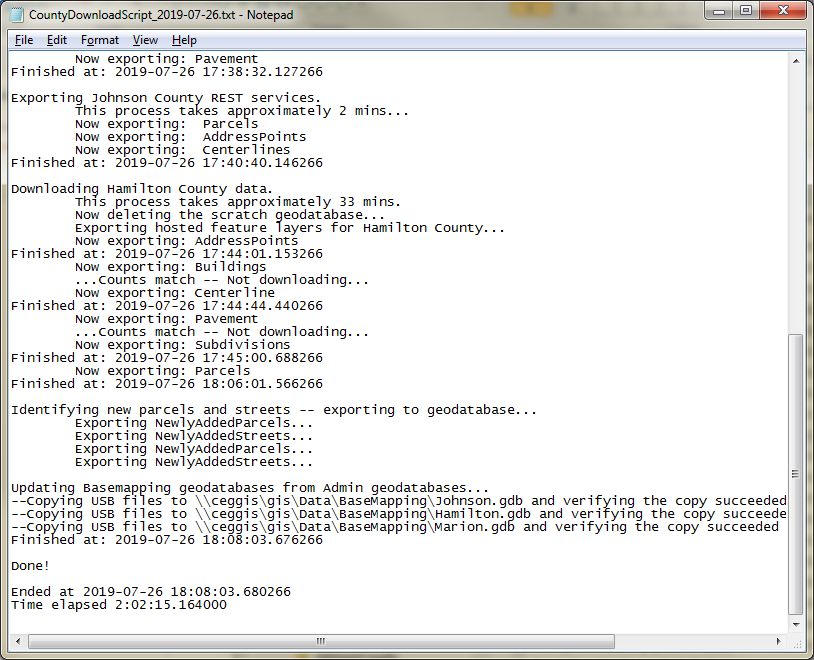 CountyDownloadScript_2019-07-26.txt - Notepad
File Edit Format View Help
Now exporting: Pavement
Finished at: 2019-07-26 17:38:32.127266
Exporting Johnson County REST services.
This process takes approximately 2 mins...
Now exporting:  Parcels
Now exporting:  AddressPoints
Now exporting:  Centerlines
Finished at: 2019-07-26 17:40:40.146266
Downloading Hamilton County data.
This process takes approximately 33 mins.
Now deleting the scratch geodatabase...
Exporting hosted feature layers for Hamilton County...
Now exporting: AddressPoints
Finished at: 2019-07-26 17:44:01.153266
Now exporting: Buildings
...Counts match -- Not downloading...
Now exporting: Centerline
Finished at: 2019-07-26 17:44:44.440266
Now exporting: Pavement
...Counts match -- Not downloading...
Now exporting: Subdivisions
Finished at: 2019-07-26 17:45:00.688266
Now exporting: Parcels
Finished at: 2019-07-26 18:06:01.566266
Identifying new parcels and streets -- exporting to geodatabase...
Exporting NewlyAddedParcels...
Exporting NewlyAddedStreets...
Exporting NewlyAddedParcels...
Exporting NewlyAddedStreets...
Updating Basemapping geodatabases from Admin geodatabases...
--Copying USB files to \\ceggis\gis\Data\BaseMapping\Johnson.gdb and verifying the copy succeeded
--Copying USB files to \\ceggis\gis\Data\BaseMapping\Hamilton.gdb and verifying the copy succeede
--Copying USB files to \\ceggis\gis\Data\BaseMapping\Marion.gdb and verifying the copy succeeded
Finished at: 2019-07-26 18:08:03.676266
Done!
Ended at 2019-07-26 18:08:03.680266
Time elapsed 2:02:15.164000